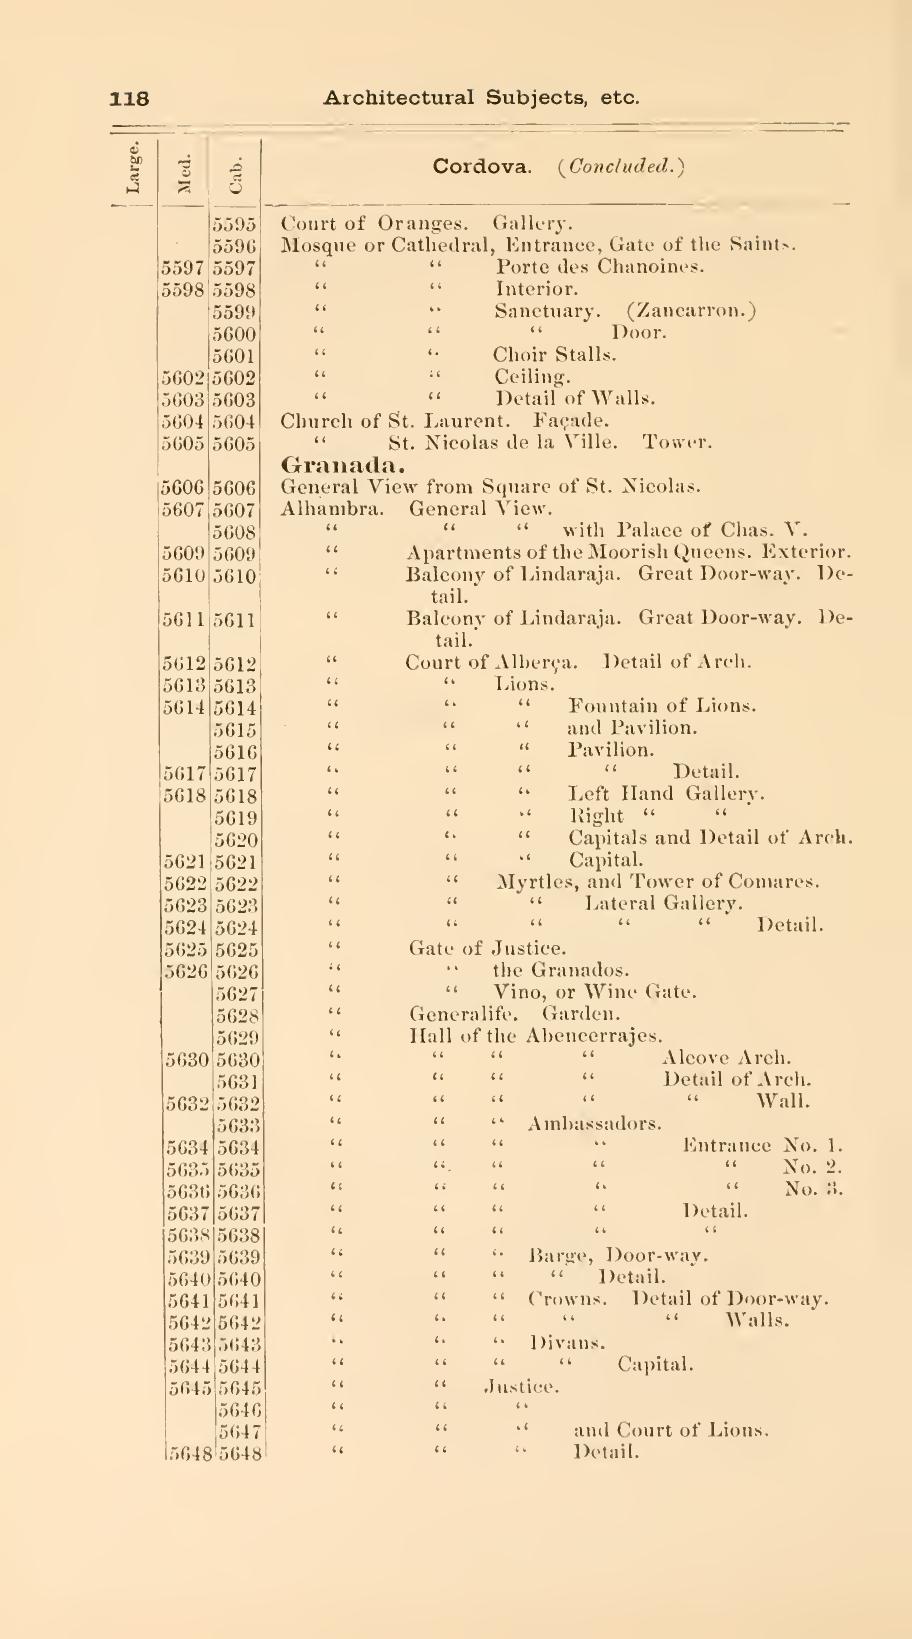 118 Architectural Subjects, etc.
Large. Med. Cab. Cordova. (Concluded.)
5595 Court of Oranges. Gallery.
5596 Mosque or Cathedral, Entrance, Gate of the Saints.
5597 5597 “ “ Porte des Chanoines.
5598 5598 “ “ Interior.
5599 “ “ Sanctuary. (Zancarron.)
5600 “ “ “ Door.
5601 “ “ Choir Stalls.
5602 5602 “ “ Ceiling.
5603 5603 “ “ Detail of Walls.
5604 5604 Church of St. Laurent. Façade.
5605 5605 “ St. Nicolas de la Ville. Tower.
Granada.
5606 5606 General View from Square of St. Nicolas.
5607 5607 Alhambra. General View.
5608 “ “ “ with Palace of Chas. V.
5609 5609 “ Apartments of the Moorish Queens. Exterior.
5610 5610 “ Balcony of Lindaraja. Great Door-way. De-
tail.
5611 5611 “ Balcony of Lindaraja. Great Door-way. De-
tail.
5612 5612 “ Court of Alberça. Detail of Arch.
5613 5613 “ “ Lions.
5614 5614 “ “ “ Fountain of Lions.
5615 “ “ “ and Pavilion.
5616 “ “ “ Pavilion.
5617 5617 “ “ “ “ Detail.
5618 5618 “ “ “ Left Hand Gallery.
5619 “ “ “ Right “ “
5620 “ “ “ Capitals and Detail of Arch.
5621 5621 “ “ “ Capital.
5622 5622 “ “ Myrtles, and Tower of Comares.
5623 5623 “ “ “ Lateral Gallery.
5624 5624 “ “ “ “ “ Detail.
5625 5625 “ Gate of Justice.
5626 5626 “ “ the Granados.
5627 “ “ Vino, or Wine Gate.
5628 “ Generalife. Garden.
5629 “ Hall of the Abencerrajes.
5630 5630 “ “ “ “ Alcove Arch.
5631 “ “ “ “ Detail of Arch.
5632 5632 “ “ “ “ “ Wall.
5633 “ “ “ Ambassadors.
5634 5634 “ “ “ “ Entrance No. 1.
5635 5635 “ “ “ “ “ No. 2.
5636 5636 “ “ “ “ “ No. 3.
5637 5637 “ “ “ “ Detail.
5638 5638 “ “ “ “ “
5639 5639 “ “ “ Barge, Door-way.
5640 5640 “ “ “ “ Detail.
5641 5641 “ “ “ Crowns. Detail of Door-way.
5642 5642 “ “ “ “ “ Walls.
5643 5643 “ “ “ Divans.
5644 5644 “ “ “ “ Capital.
5645 5645 “ “ Justice.
5646 “ “ “
5647 “ “ “ and Court of Lions.
5648 5648 “ “ “ Detail.